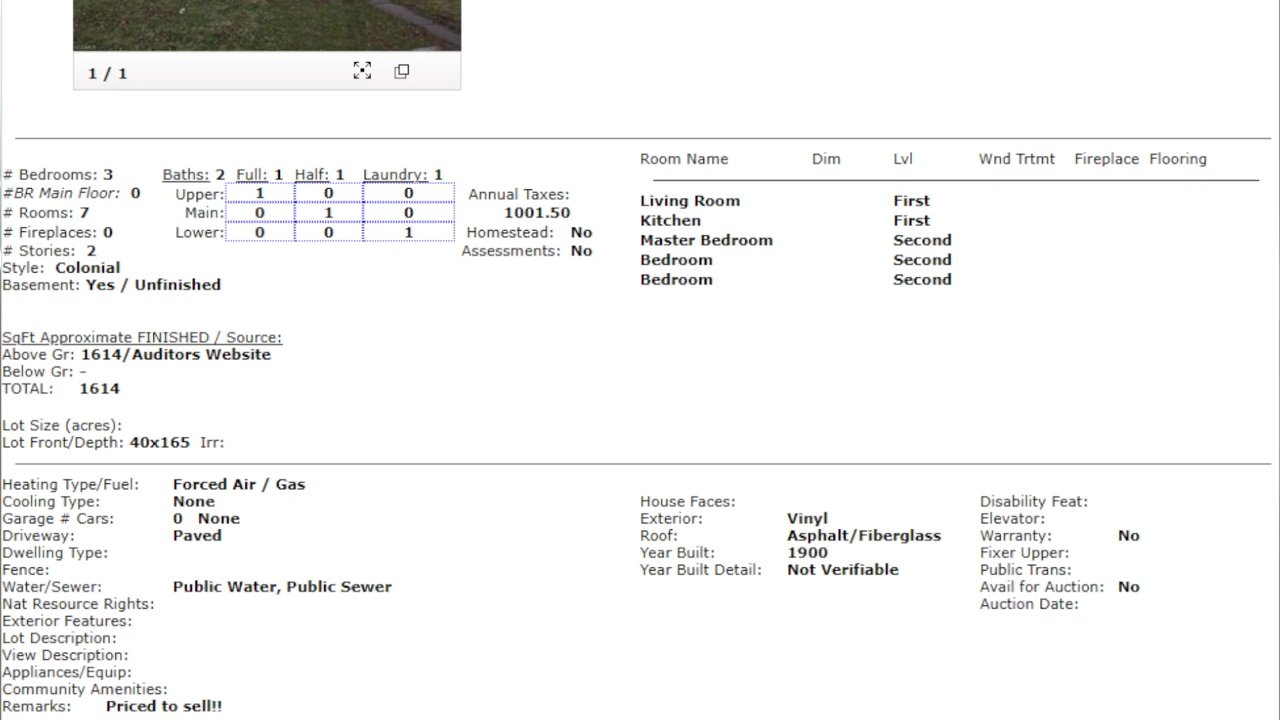 1 / 1
# Bedrooms: 3 Baths: 2 Full: 1 Half: 1 Laundry: 1
#BR Main Floor: 0 Upper: 1 0 0 Annual Taxes:
# Rooms: 7 Main: 0 1 0 1001.50
# Fireplaces: 0 Lower: 0 0 1 Homestead: No
# Stories: 2 Assessments: No
Style: Colonial
Basement: Yes / Unfinished
Room Name Dim Lvl Wnd Trtmt Fireplace Flooring
Living Room First
Kitchen First
Master Bedroom Second
Bedroom Second
Bedroom Second
SqFt Approximate FINISHED / Source:
Above Gr: 1614/Auditors Website
Below Gr: -
TOTAL: 1614
Lot Size (acres):
Lot Front/Depth: 40x165 Irr:
Heating Type/Fuel: Forced Air / Gas
Cooling Type: None
Garage # Cars: 0 None
Driveway: Paved
Dwelling Type:
Fence:
Water/Sewer: Public Water, Public Sewer
Nat Resource Rights:
Exterior Features:
Lot Description:
View Description:
Appliances/Equip:
Community Amenities:
Remarks: Priced to sell!!
House Faces:
Exterior: Vinyl
Roof: Asphalt/Fiberglass
Year Built: 1900
Year Built Detail: Not Verifiable
Disability Feat:
Elevator:
Warranty: No
Fixer Upper:
Public Trans:
Avail for Auction: No
Auction Date: